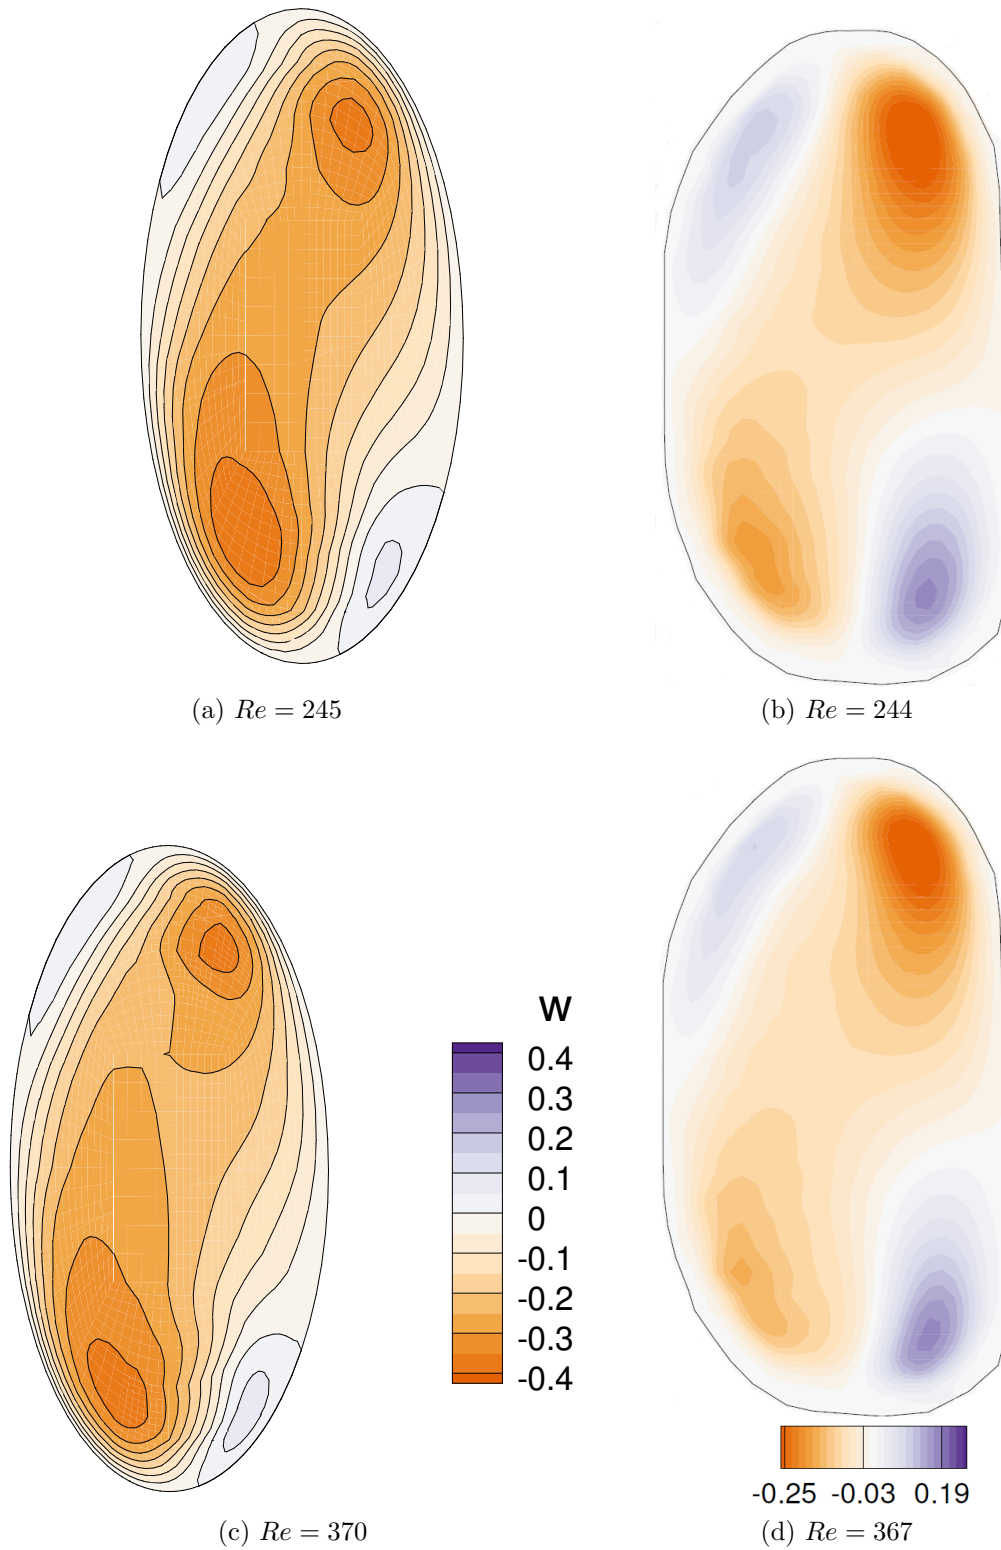 (a) Re = 245
(b) Re = 244
W
0.4
0.3
0.2
0.1
0
-0.1
-0.2
-0.3
-0.4
-0.25 -0.03 0.19
(c) Re = 370
(d) Re = 367